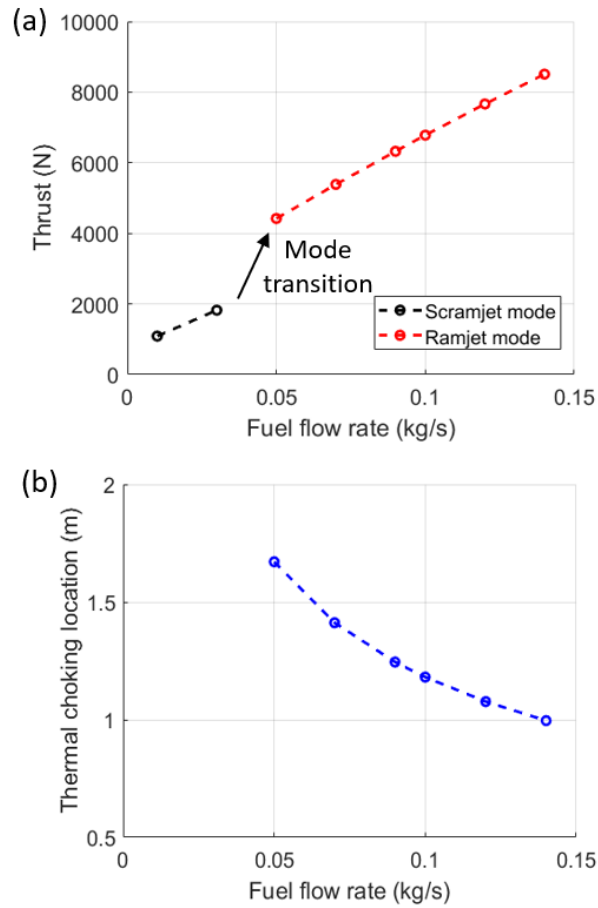 (a)
10000
8000
6000
4000
2000
0
Thrust (N)
Mode
transition
Scramjet mode
Ramjet mode
0
0.05
0.1
0.15
Fuel flow rate (kg/s)
(b)
2
1.5
1
0.5
Thermal choking location (m)
0
0.05
0.1
0.15
Fuel flow rate (kg/s)